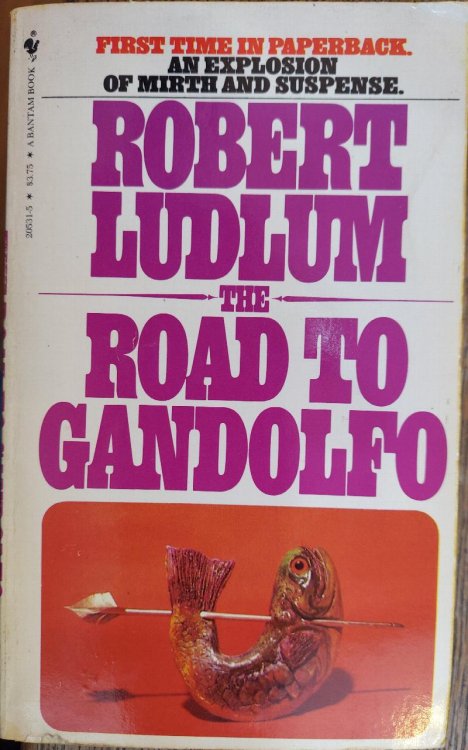 FIRST TIME IN PAPERBACK.
AN EXPLOSION
OF MIRTH AND SUSPENSE.
ROBERT
LUDLUM
THE
ROAD TO
GANDOLFO
20531-5 * $3.75 * A BANTAM BOOK